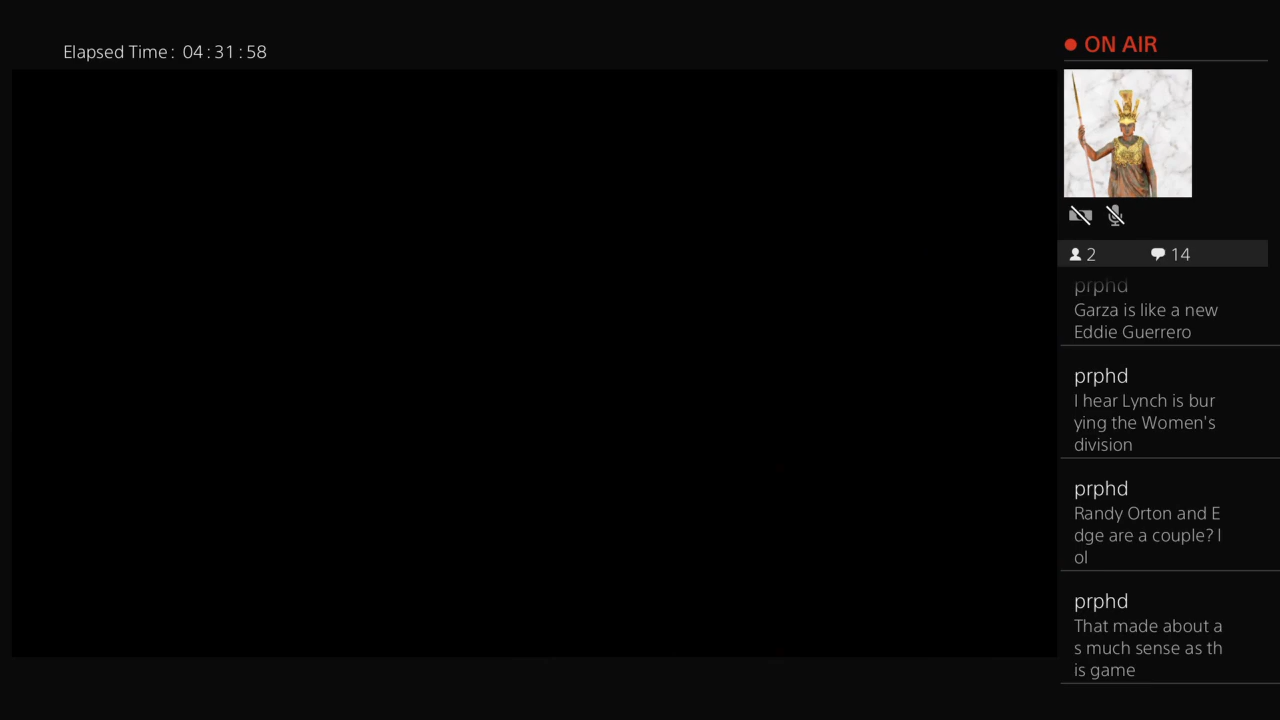 Elapsed Time: 04:31:58
ON AIR
2 14
prphd
Garza is like a new
Eddie Guerrero
prphd
I hear Lynch is bur
ying the Women's
division
prphd
Randy Orton and E
dge are a couple? l
ol
prphd
That made about a
s much sense as th
is game